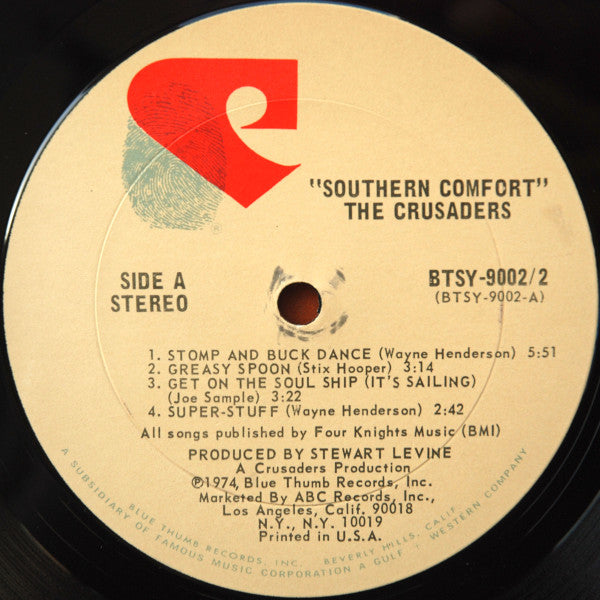 ®
"SOUTHERN COMFORT"
THE CRUSADERS
SIDE A
STEREO
BTSY-9002/2
(BTSY-9002-A)
1. STOMP AND BUCK DANCE (Wayne Henderson) 5:51
2. GREASY SPOON (Stix Hooper) 3:14
3. GET ON THE SOUL SHIP (IT'S SAILING)
(Joe Sample) 3:22
4. SUPER-STUFF (Wayne Henderson) 2:42
All songs published by Four Knights Music (BMI)
PRODUCED BY STEWART LEVINE
A Crusaders Production
℗1974, Blue Thumb Records, Inc.
Marketed By ABC Records, Inc.,
Los Angeles, Calif. 90018
N.Y., N.Y. 10019
Printed in U.S.A.
BLUE THUMB RECORDS, INC. BEVERLY HILLS, CALIF.
A SUBSIDIARY OF FAMOUS MUSIC CORPORATION A GULF + WESTERN COMPANY